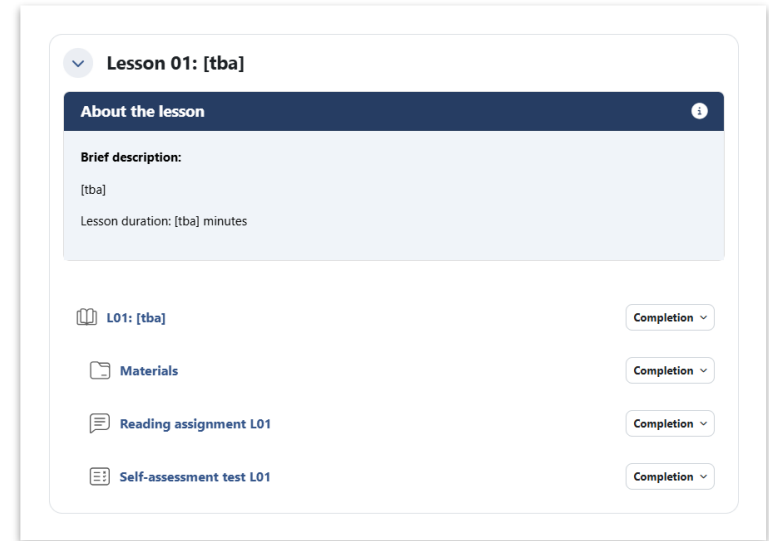 Lesson 01: [tba]
About the lesson
Brief description:
[tba]
Lesson duration: [tba] minutes
L01: [tba]
Completion
Materials
Completion
Reading assignment L01
Completion
Self-assessment test L01
Completion